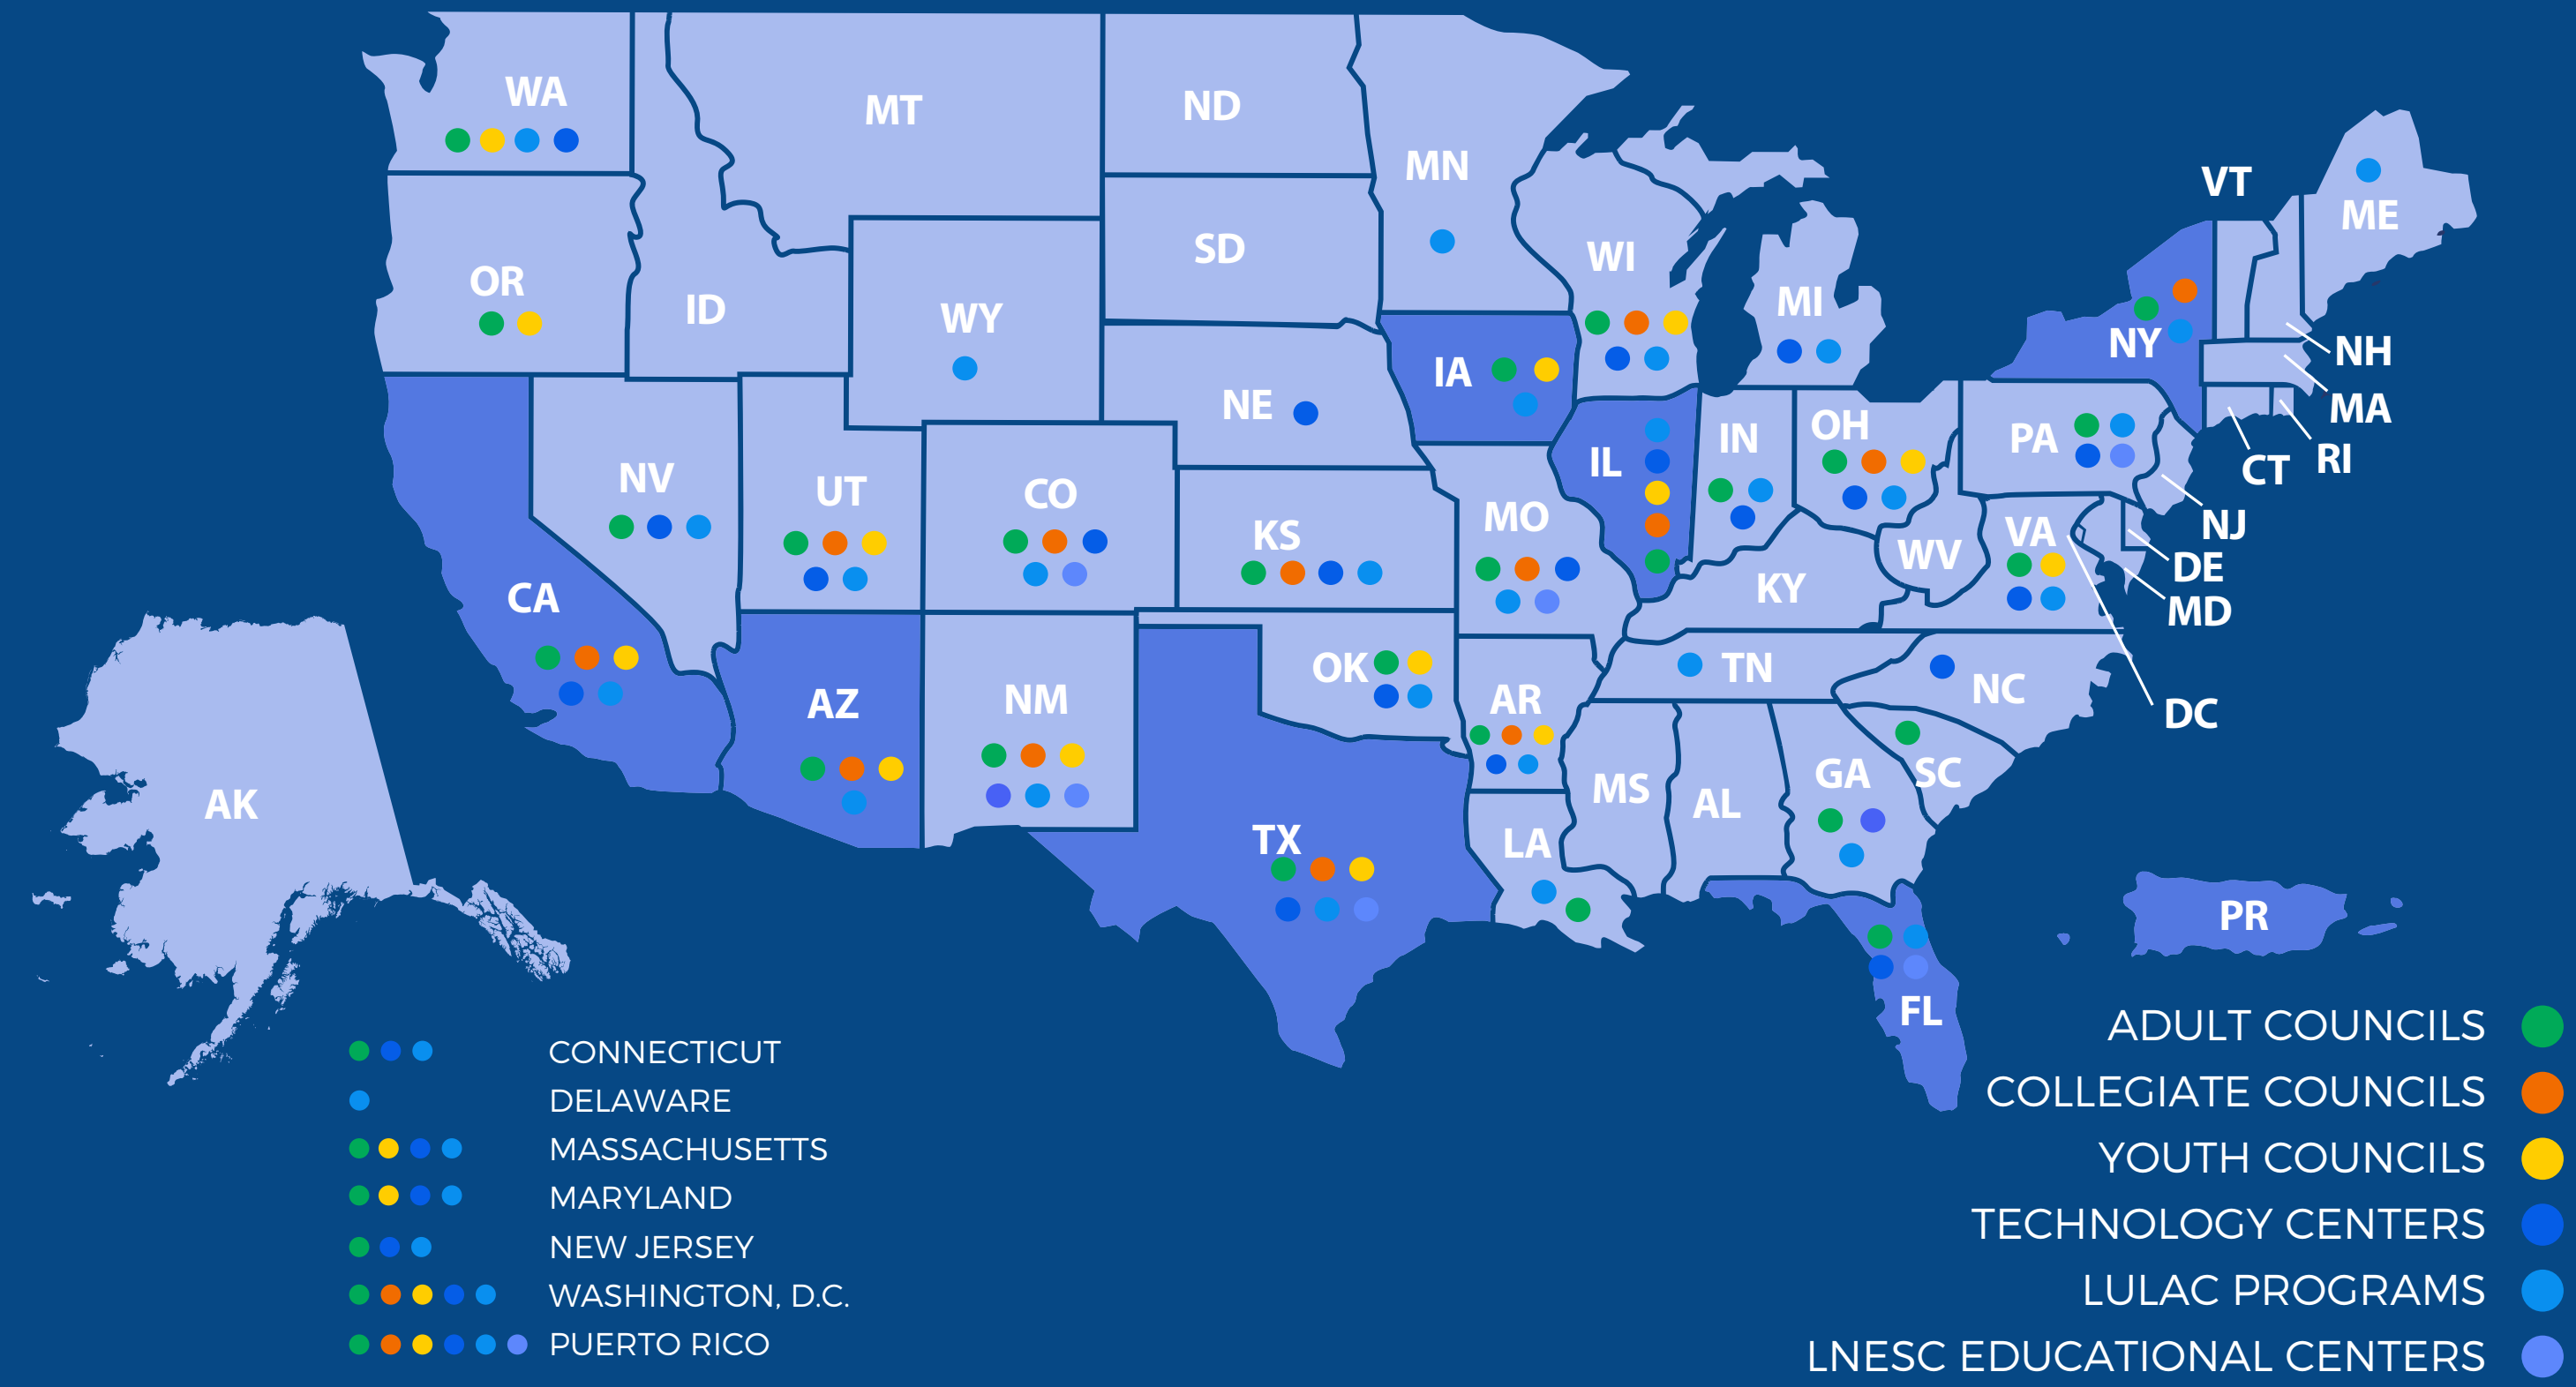 WA
MT
ND
MN
VT
ME
OR
ID
WY
SD
WI
MI
NY
NH
MA
RI
CT
IA
NE
NV
UT
CO
KS
MO
IL
IN
OH
PA
NJ
DE
MD
DC
VA
WV
KY
CA
AZ
NM
OK
AR
TN
NC
SC
AK
TX
LA
MS
AL
GA
FL
PR
CONNECTICUT
DELAWARE
MASSACHUSETTS
MARYLAND
NEW JERSEY
WASHINGTON, D.C.
PUERTO RICO
ADULT COUNCILS
COLLEGIATE COUNCILS
YOUTH COUNCILS
TECHNOLOGY CENTERS
LULAC PROGRAMS
LNESC EDUCATIONAL CENTERS